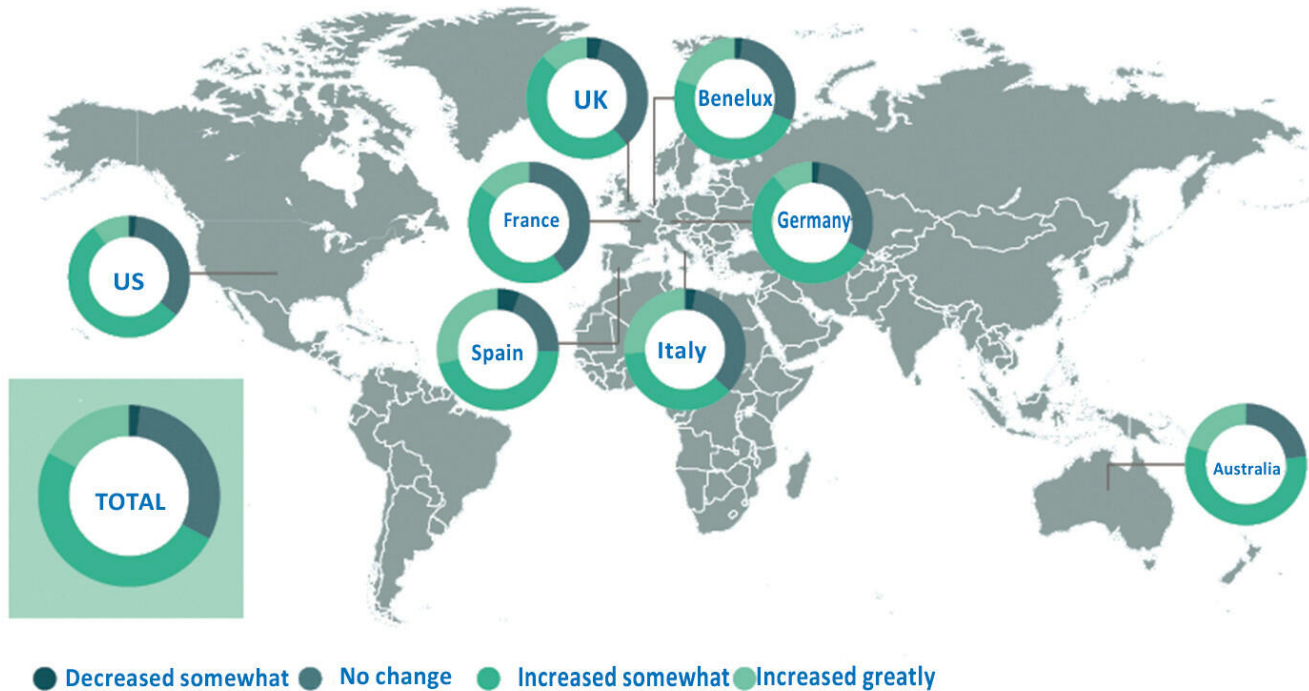 UK
Benelux
France
Germany
US
Spain
Italy
TOTAL
Australia
Decreased somewhat
No change
Increased somewhat
Increased greatly